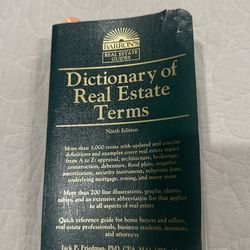 BARRON'S
REAL ESTATE
GUIDES
Dictionary of
Real Estate
Terms
Ninth Edition
More than 3,000 terms with updated and concise
definitions and examples cover real estate topics
from A to Z: appraisal, architecture, brokerage,
construction, debenture, flood plain, negative
amortization, security instrument, subprime loan,
underlying mortgage, zoning, and many more
More than 200 line illustrations, graphs, charts,
tables, and an extensive abbreviation list that applies
to all aspects of real estate
Quick reference guide for home buyers and sellers,
real estate professionals, business students, investors,
and attorneys
Jack P. Friedman, PhD, CPA, MAI